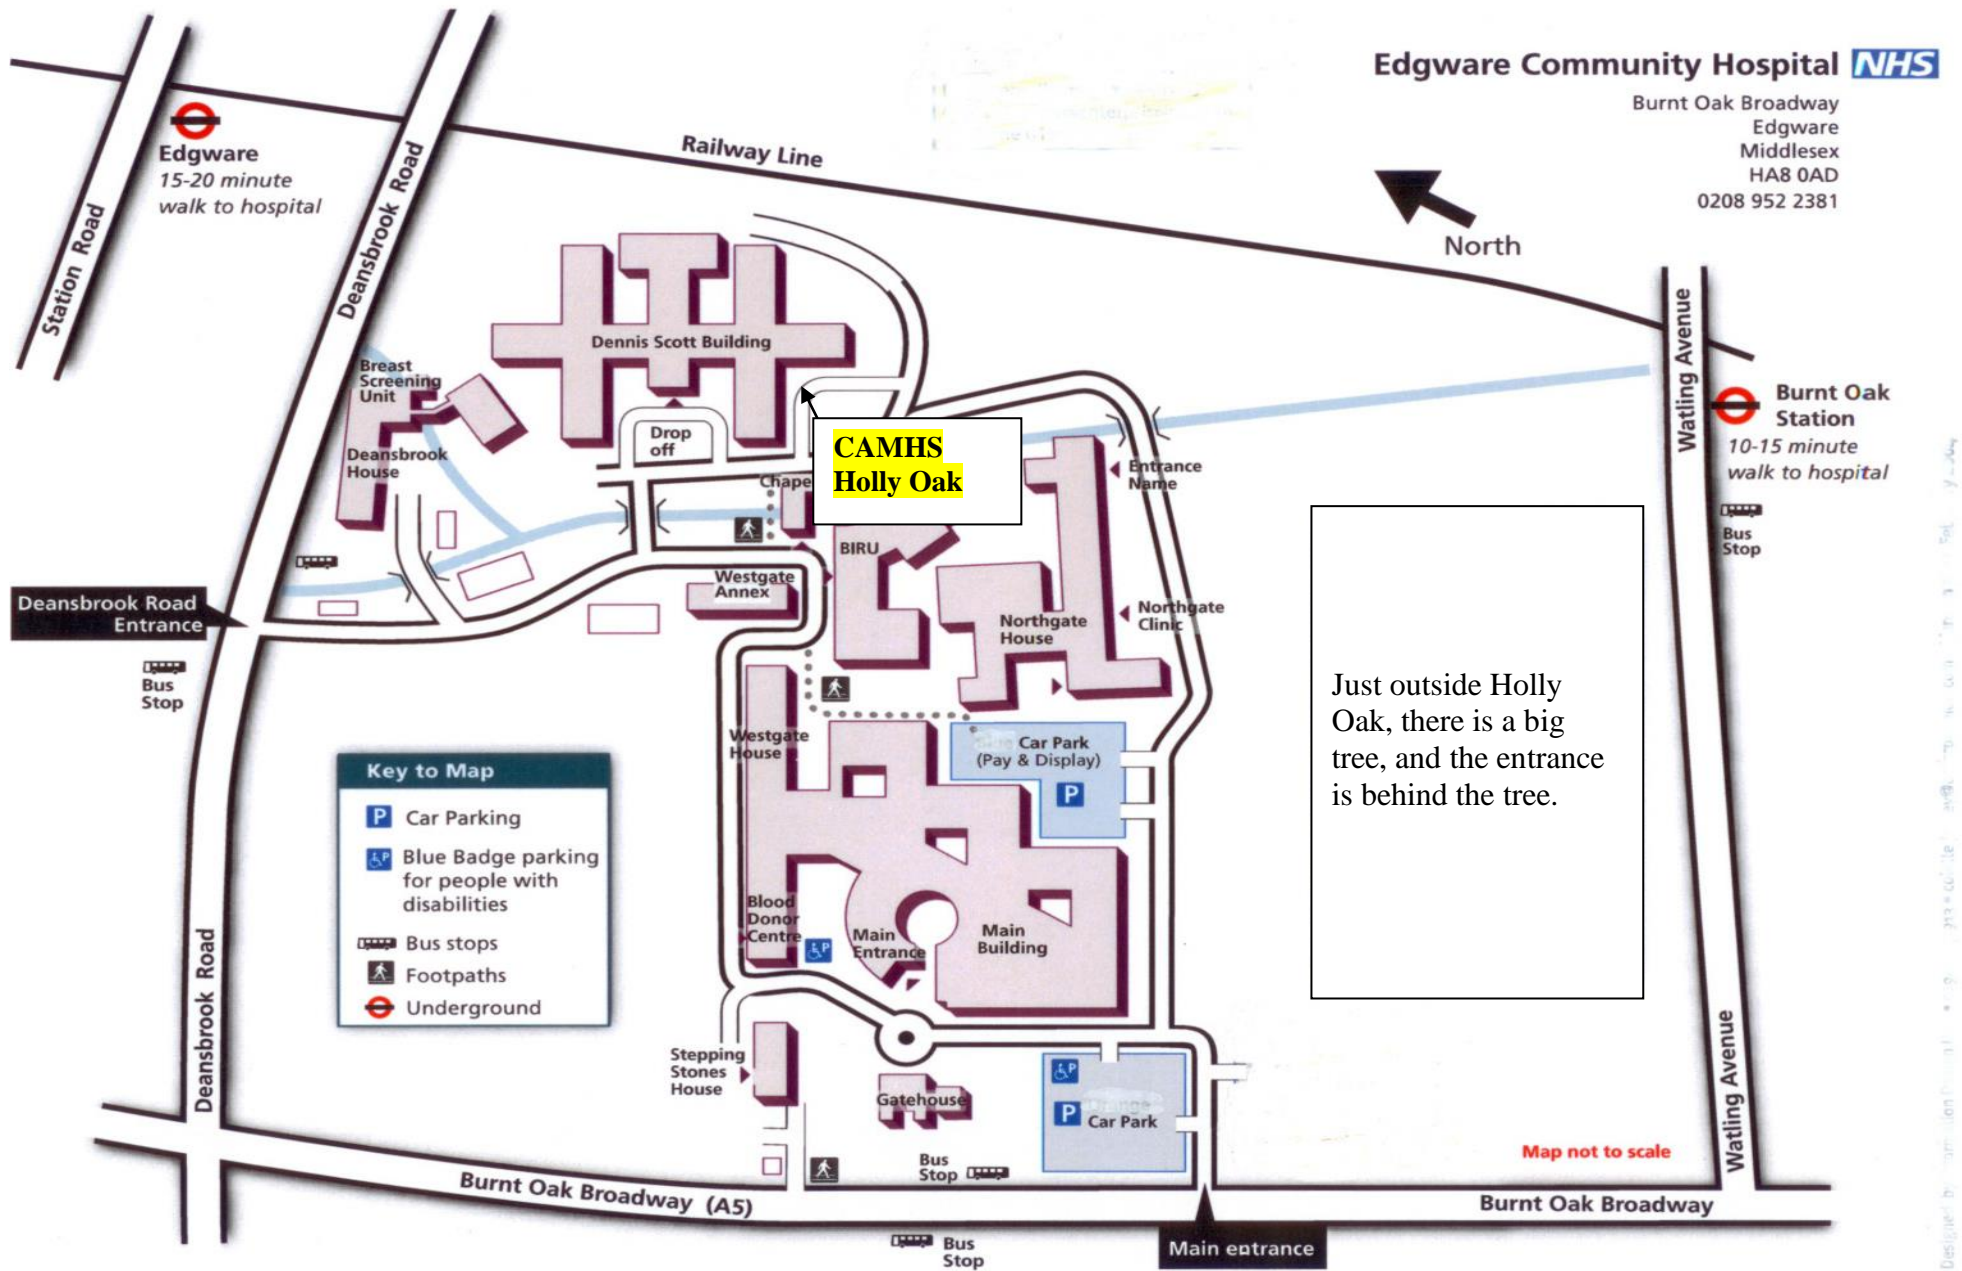 Edgware Community Hospital NHS
Burnt Oak Broadway
Edgware
Middlesex
HA8 0AD
0208 952 2381
North
Railway Line
Edgware
15-20 minute
walk to hospital
Station Road
Deansbrook Road
Dennis Scott Building
Breast
Screening
Unit
Deansbrook
House
Drop
off
CAMHS
Holly Oak
Chape
Entrance
Name
Watling Avenue
Burnt Oak
Station
10-15 minute
walk to hospital
Bus
Stop
BIRU
Westgate
Annex
Northgate
House
Northgate
Clinic
Deansbrook Road
Entrance
Bus
Stop
Just outside Holly
Oak, there is a big
tree, and the entrance
is behind the tree.
Westgate
House
Car Park
(Pay & Display)
P
Key to Map
P Car Parking
P Blue Badge parking
for people with
disabilities
Bus stops
Footpaths
Underground
Blood
Donor
Centre
P
Main
Entrance
Main
Building
Deansbrook Road
Stepping
Stones
House
Gatehouse
P
P
Car Park
Watling Avenue
Map not to scale
Bus
Stop
Burnt Oak Broadway (A5)
Burnt Oak Broadway
Bus
Stop
Main entrance